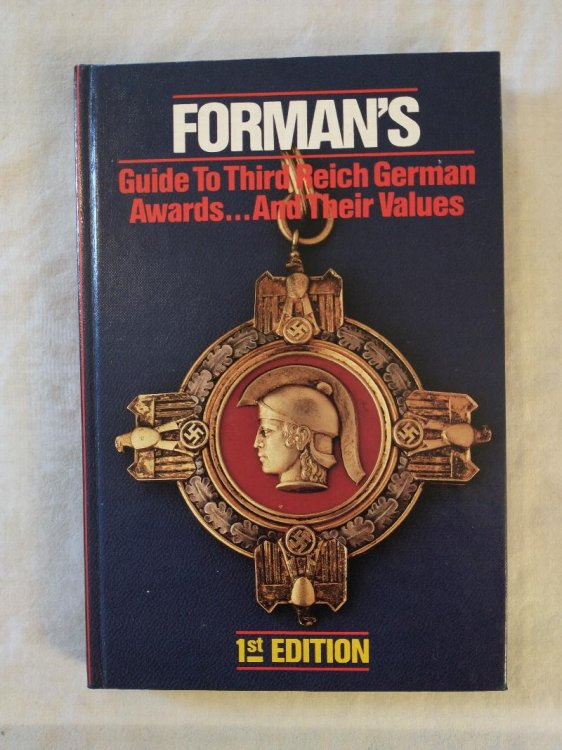 FORMAN'S
Guide To Third Reich German
Awards...And Their Values
1st EDITION